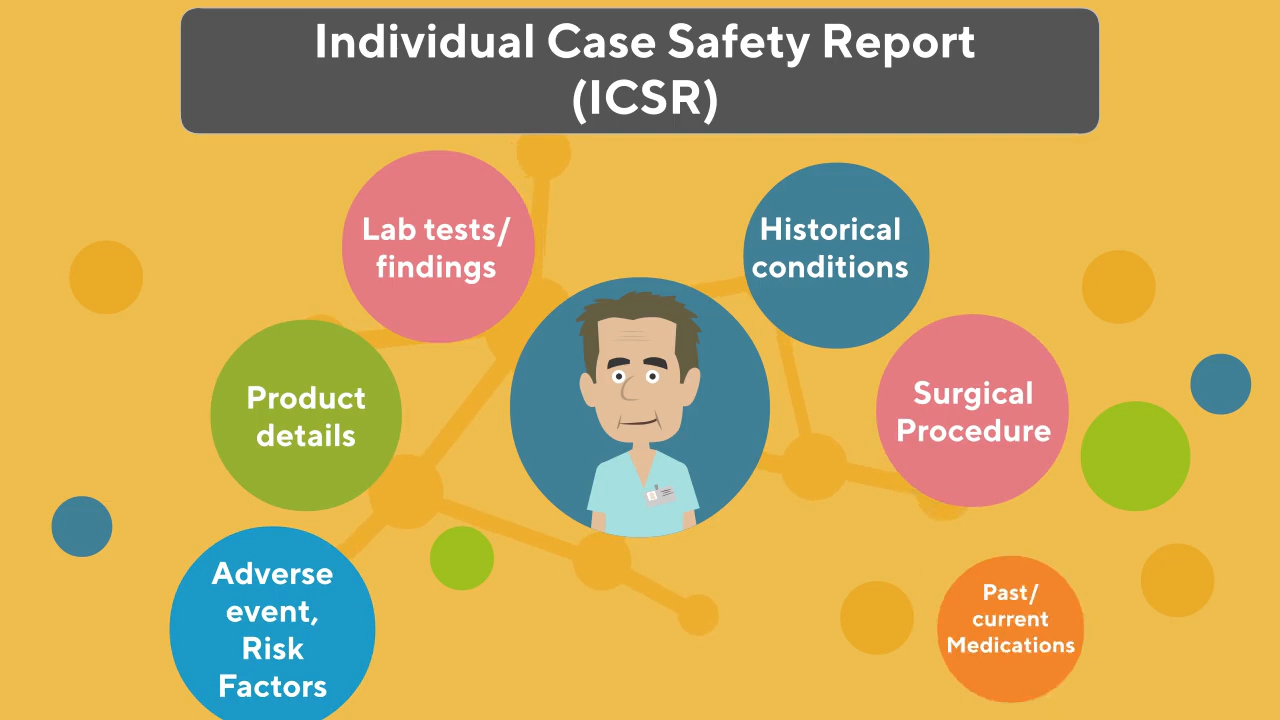 Individual Case Safety Report
(ICSR)
Lab tests/
findings
Historical
conditions
Product
details
Surgical
Procedure
Adverse
event,
Risk
Factors
Past/
current
Medications